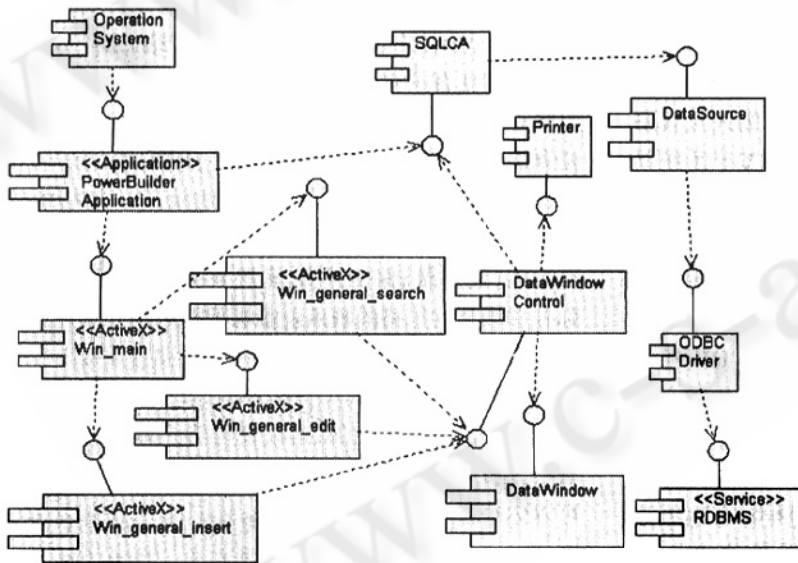 Operation
System
SQLCA
Printer
DataSource
<<Application>>
PowerBuilder
Application
<<ActiveX>>
Win_general_search
DataWindow
Control
<<ActiveX>>
Win_main
ODBC
Driver
<<ActiveX>>
Win_general_edit
<<ActiveX>>
Win_general_insert
DataWindow
<<Service>>
RDBMS